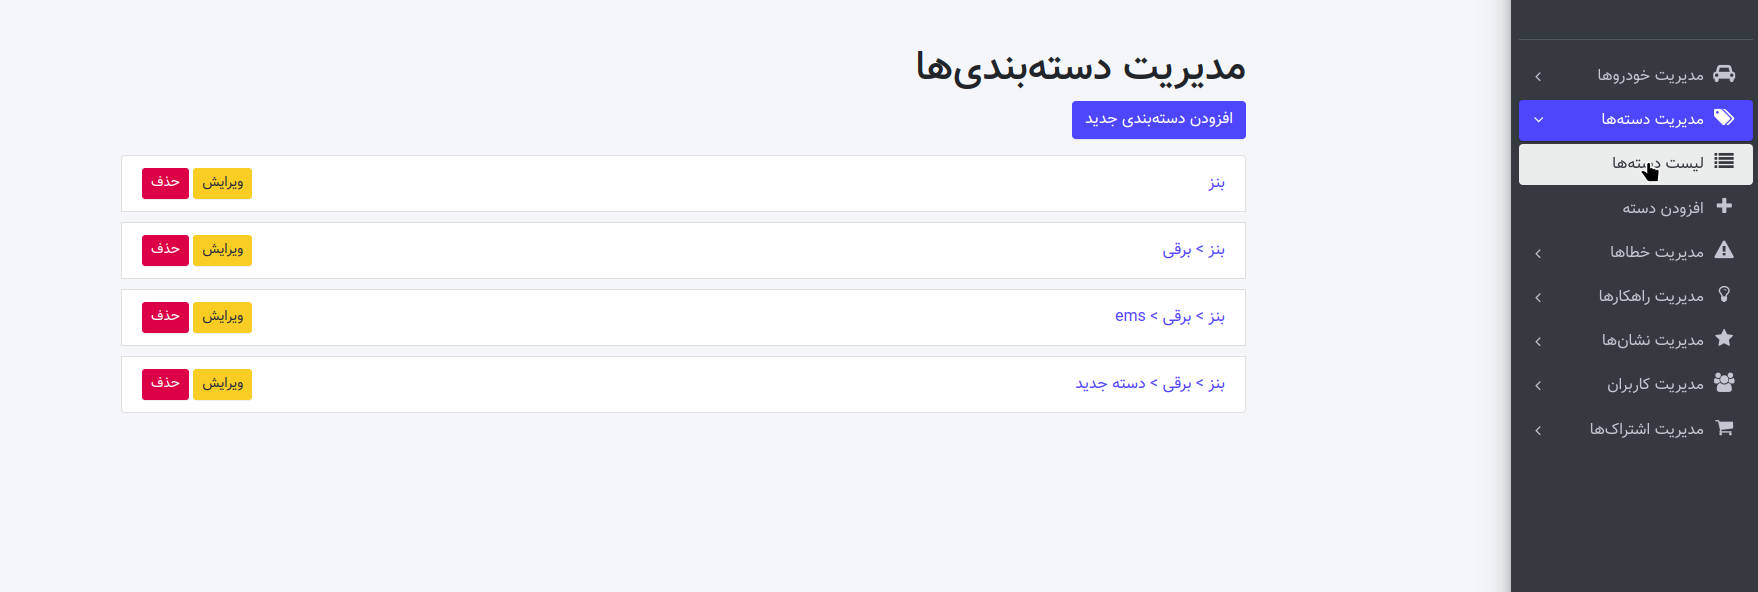 مدیریت خودروها
مدیریت دسته‌ها
لیست دسته‌ها
افزودن دسته
مدیریت خطاها
مدیریت راهکارها
مدیریت نشان‌ها
مدیریت کاربران
مدیریت اشتراک‌ها
مدیریت دسته‌بندی‌ها
افزودن دسته‌بندی جدید
بنز ویرایش حذف
بنز > برقی ویرایش حذف
بنز > برقی > ems ویرایش حذف
بنز > برقی > دسته جدید ویرایش حذف